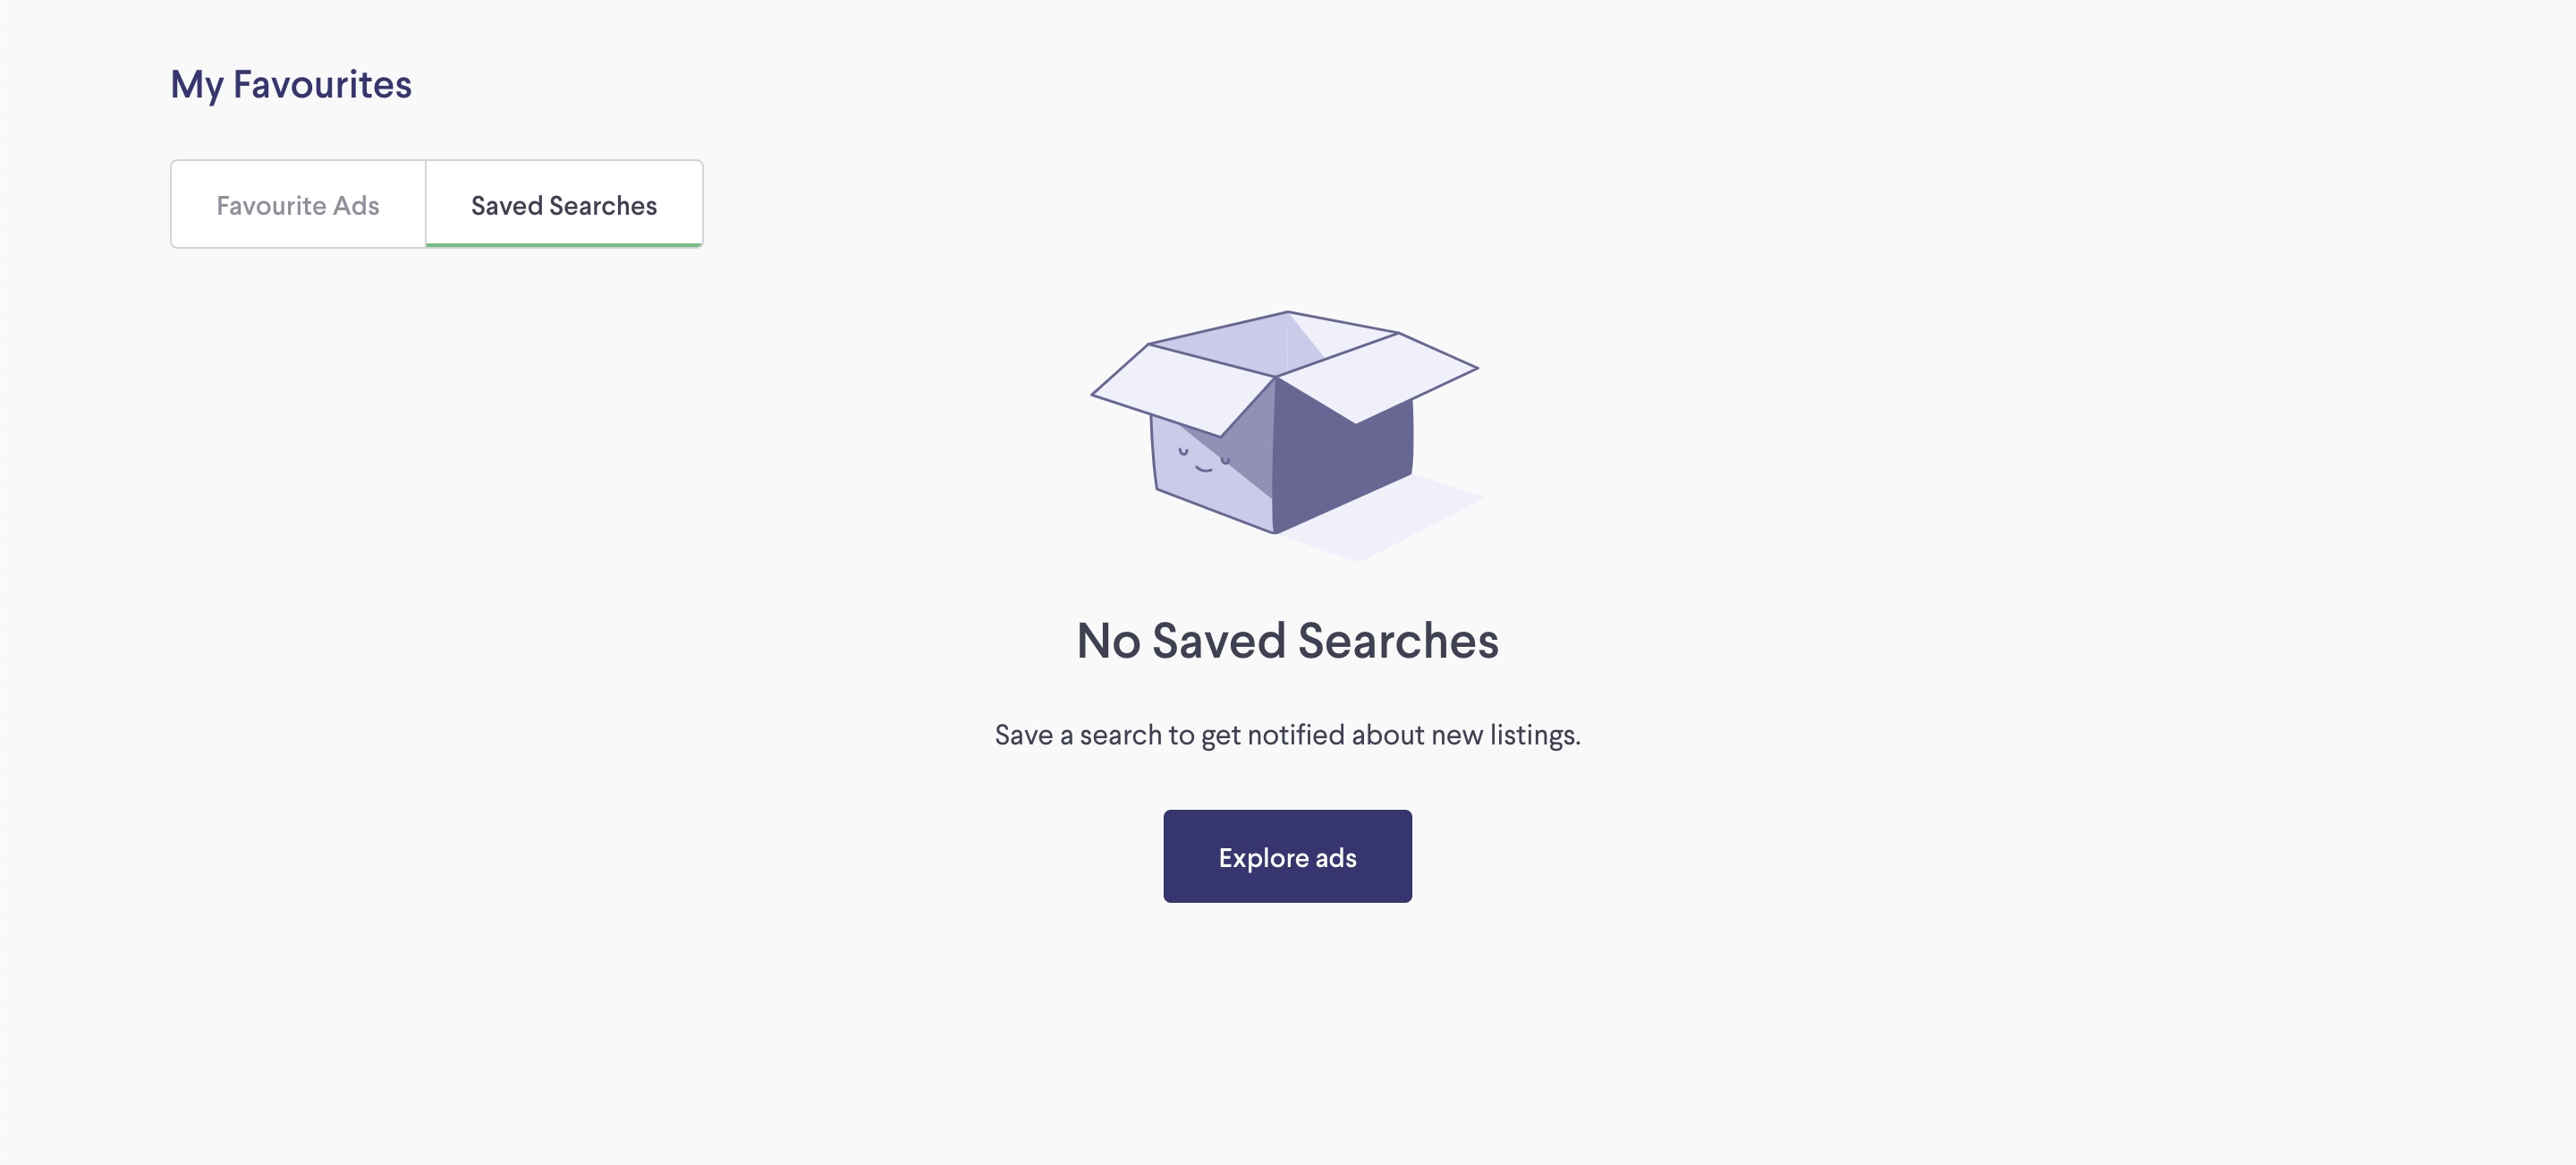 My Favourites
Favourite Ads
Saved Searches
No Saved Searches
Save a search to get notified about new listings.
Explore ads